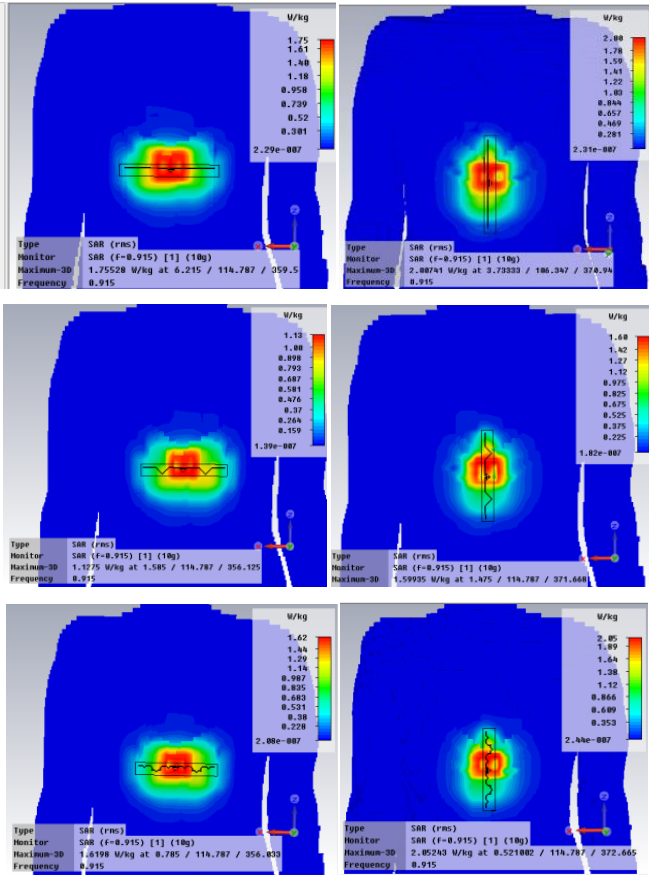 W/kg
1.75
1.61
1.40
1.18
0.958
0.739
0.52
0.301
2.29e-007
Type SAR (rms)
Monitor SAR (f=0.915) [1] (10g)
Maximum-3D 1.75528 W/kg at 6.215 / 114.787 / 359.5
Frequency 0.915
W/kg
2.00
1.78
1.59
1.41
1.22
1.03
0.844
0.657
0.469
0.281
2.31e-007
Type SAR (rms)
Monitor SAR (f=0.915) [1] (10g)
Maximum-3D 2.00741 W/kg at 3.73333 / 106.347 / 370.94
Frequency 0.915
W/kg
1.13
1.00
0.898
0.793
0.687
0.581
0.476
0.37
0.264
0.159
1.39e-007
Type SAR (rms)
Monitor SAR (f=0.915) [1] (10g)
Maximum-3D 1.1275 W/kg at 1.585 / 114.787 / 356.125
Frequency 0.915
W/kg
1.60
1.42
1.27
1.12
0.975
0.825
0.675
0.525
0.375
0.225
1.82e-007
Type SAR (rms)
Monitor SAR (f=0.915) [1] (10g)
Maximum-3D 1.59935 W/kg at 1.475 / 114.787 / 371.668
Frequency 0.915
W/kg
1.62
1.44
1.29
1.14
0.987
0.835
0.683
0.531
0.38
0.228
2.08e-007
Type SAR (rms)
Monitor SAR (f=0.915) [1] (10g)
Maximum-3D 1.6198 W/kg at 0.785 / 114.787 / 356.033
Frequency 0.915
W/kg
2.05
1.89
1.64
1.38
1.12
0.866
0.609
0.353
2.44e-007
Type SAR (rms)
Monitor SAR (f=0.915) [1] (10g)
Maximum-3D 2.05243 W/kg at 0.521002 / 114.787 / 372.665
Frequency 0.915